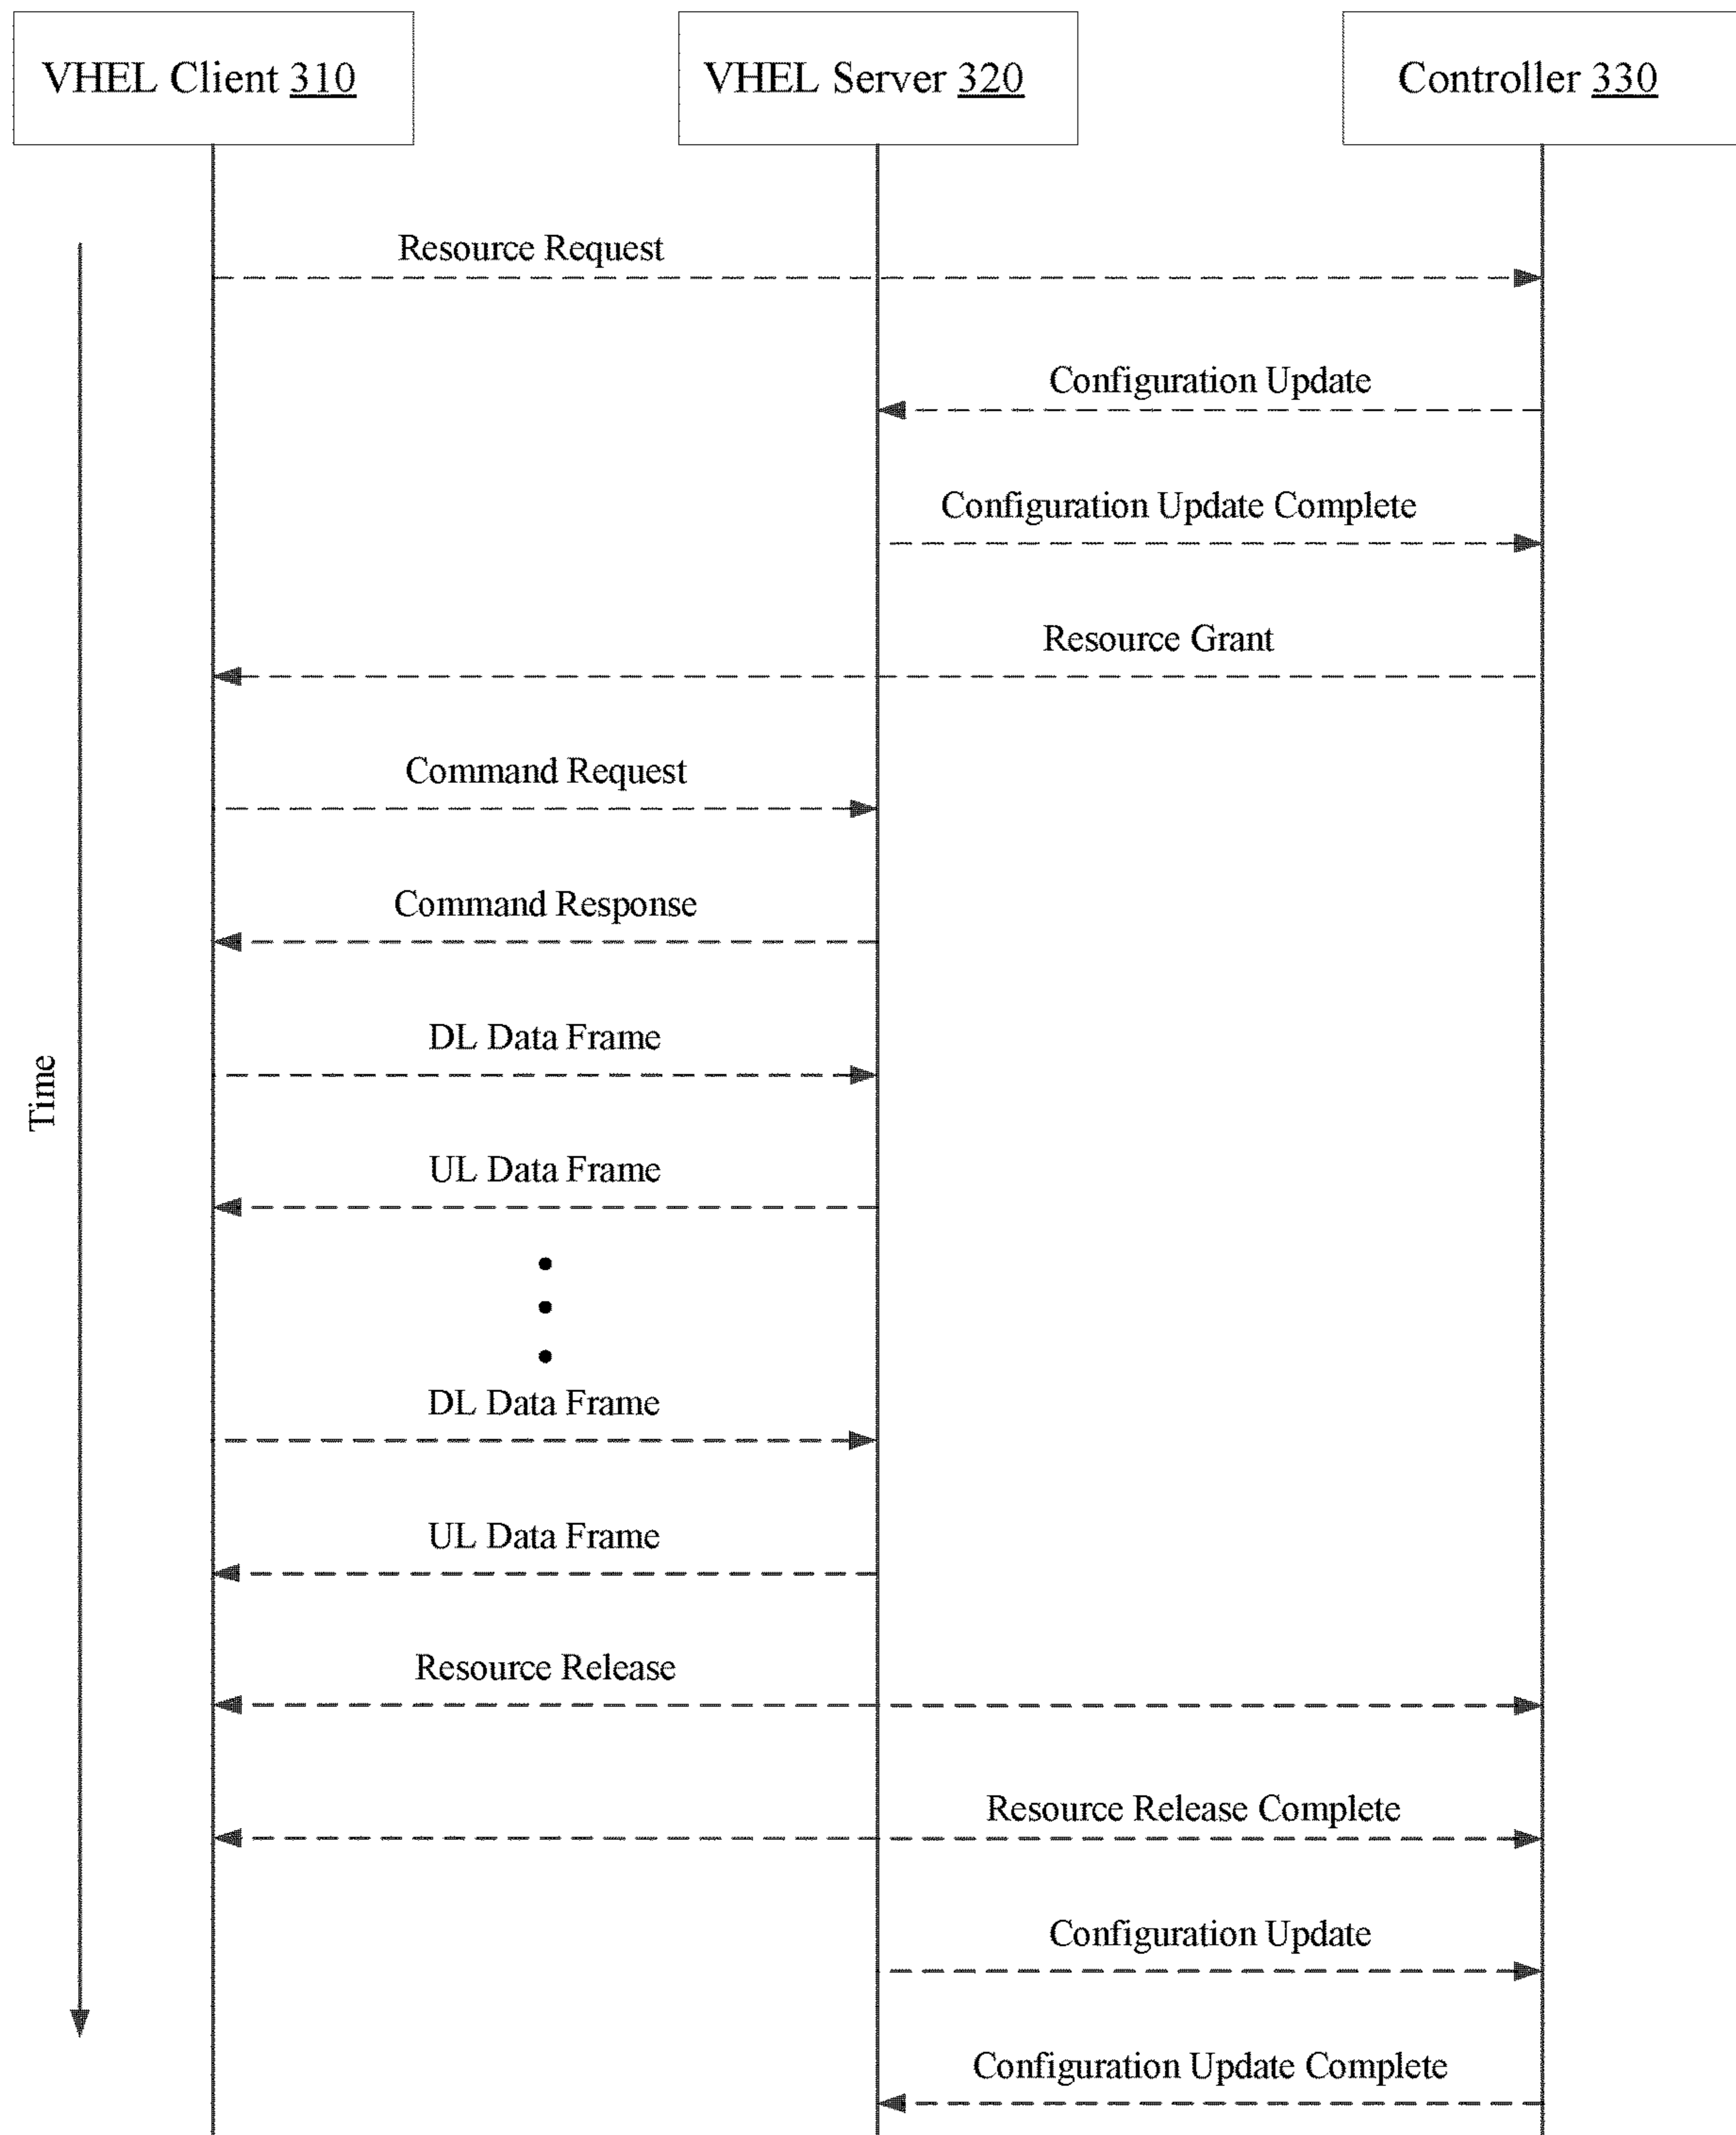 VHEL Client 310
VHEL Server 320
Controller 330
Resource Request
Configuration Update
Configuration Update Complete
Resource Grant
Command Request
Command Response
DL Data Frame
Time
UL Data Frame
DL Data Frame
UL Data Frame
Resource Release
Resource Release Complete
Configuration Update
Configuration Update Complete